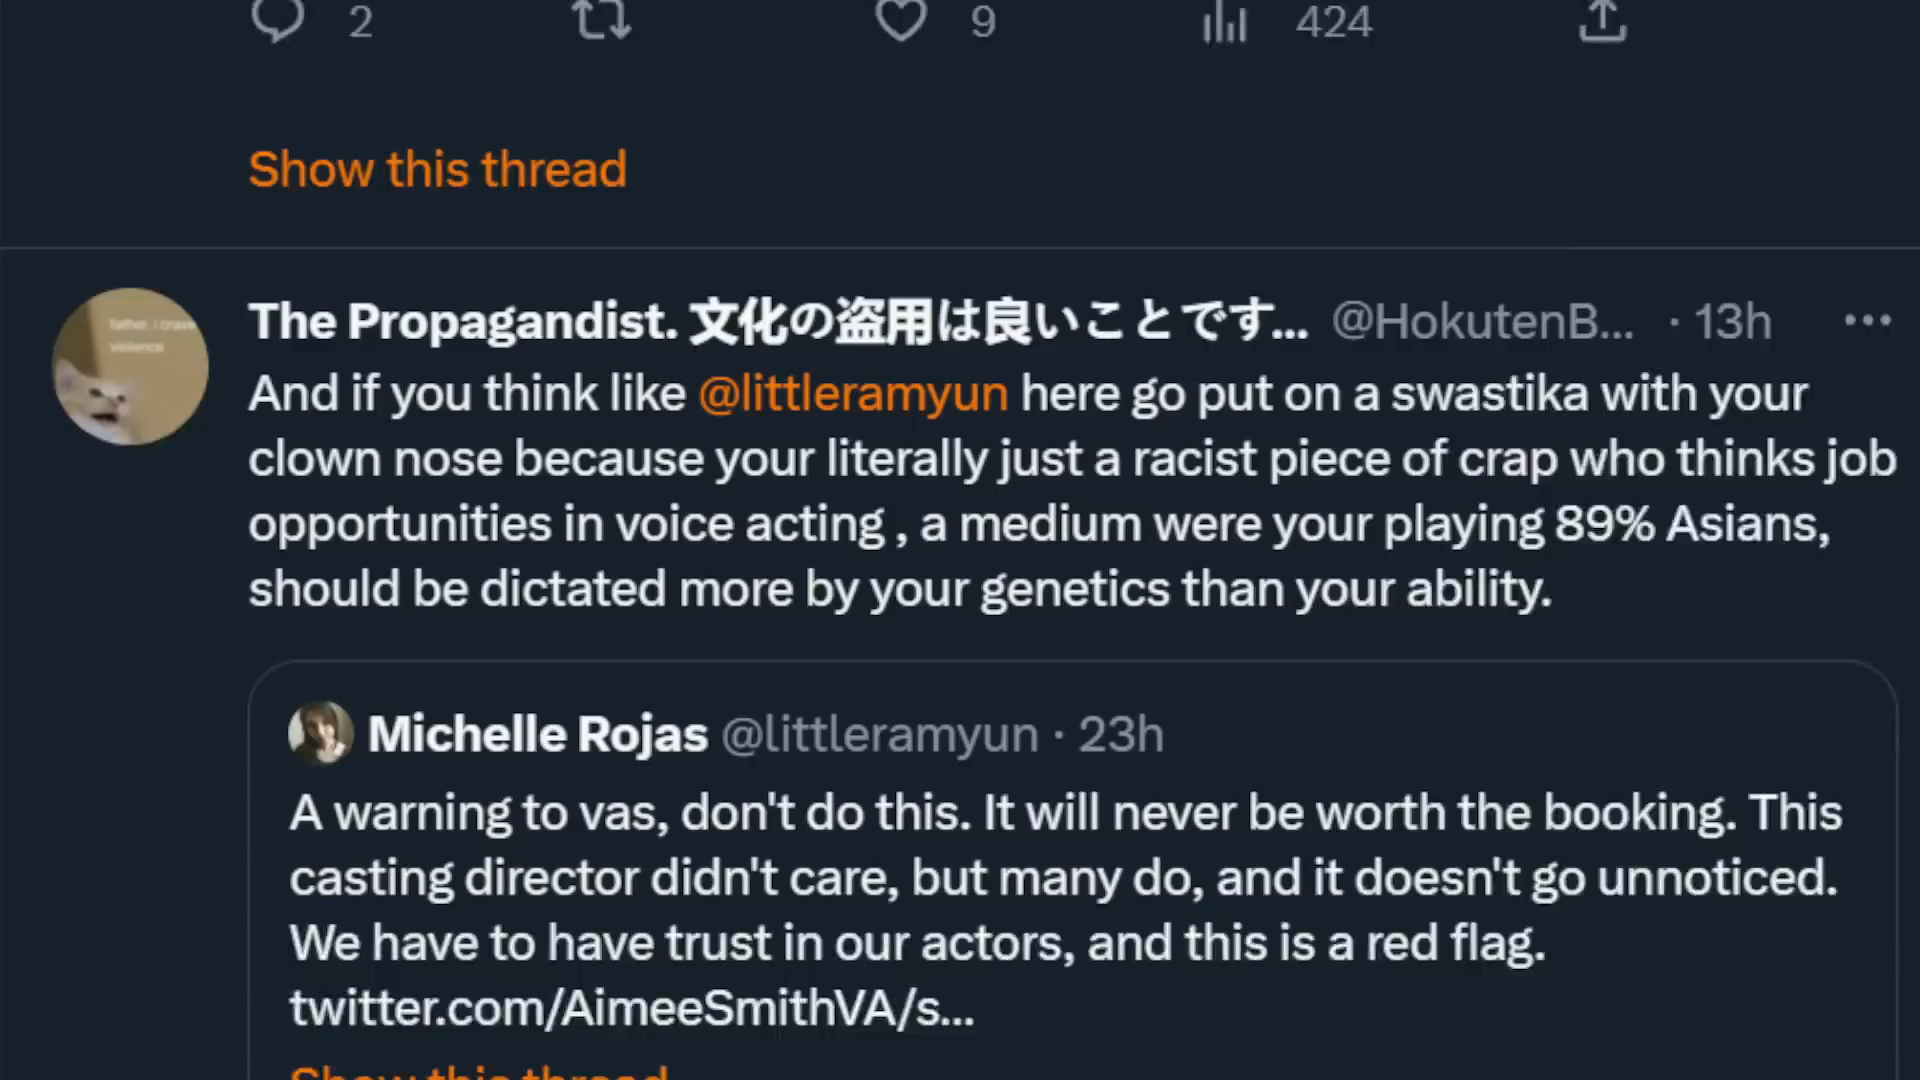 2 9 424
Show this thread
father, i crave
violence
The Propagandist. 文化の盗用は良いことです... @HokutenB... · 13h
And if you think like @littleramyun here go put on a swastika with your
clown nose because your literally just a racist piece of crap who thinks job
opportunities in voice acting , a medium were your playing 89% Asians,
should be dictated more by your genetics than your ability.
Michelle Rojas @littleramyun · 23h
A warning to vas, don't do this. It will never be worth the booking. This
casting director didn't care, but many do, and it doesn't go unnoticed.
We have to have trust in our actors, and this is a red flag.
twitter.com/AimeeSmithVA/s...
Show this thread